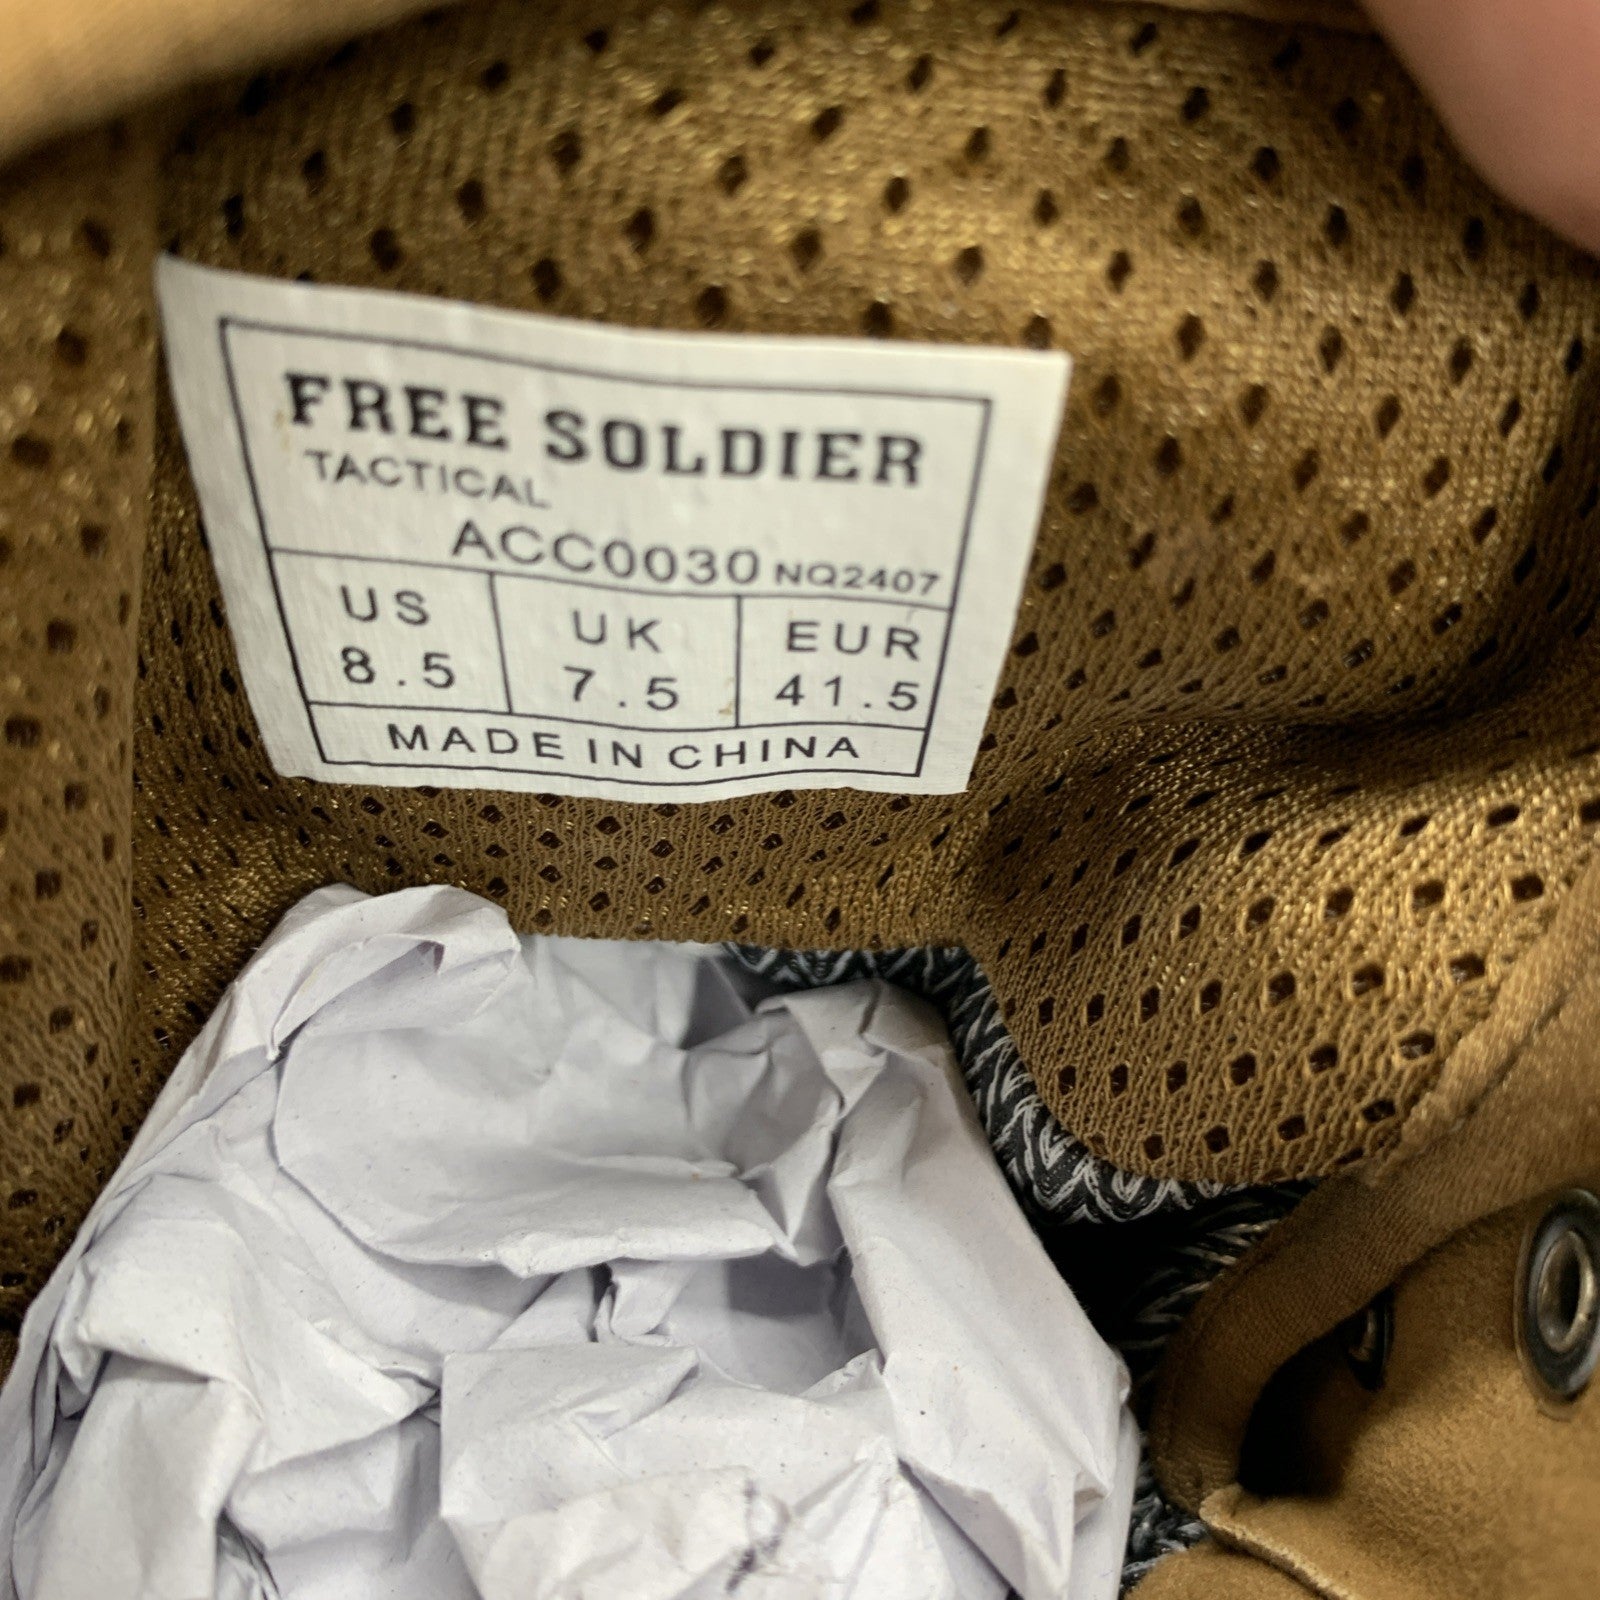 FREE SOLDIER
TACTICAL
ACC0030 NQ2407
US UK EUR
8.5 7.5 41.5
MADE IN CHINA